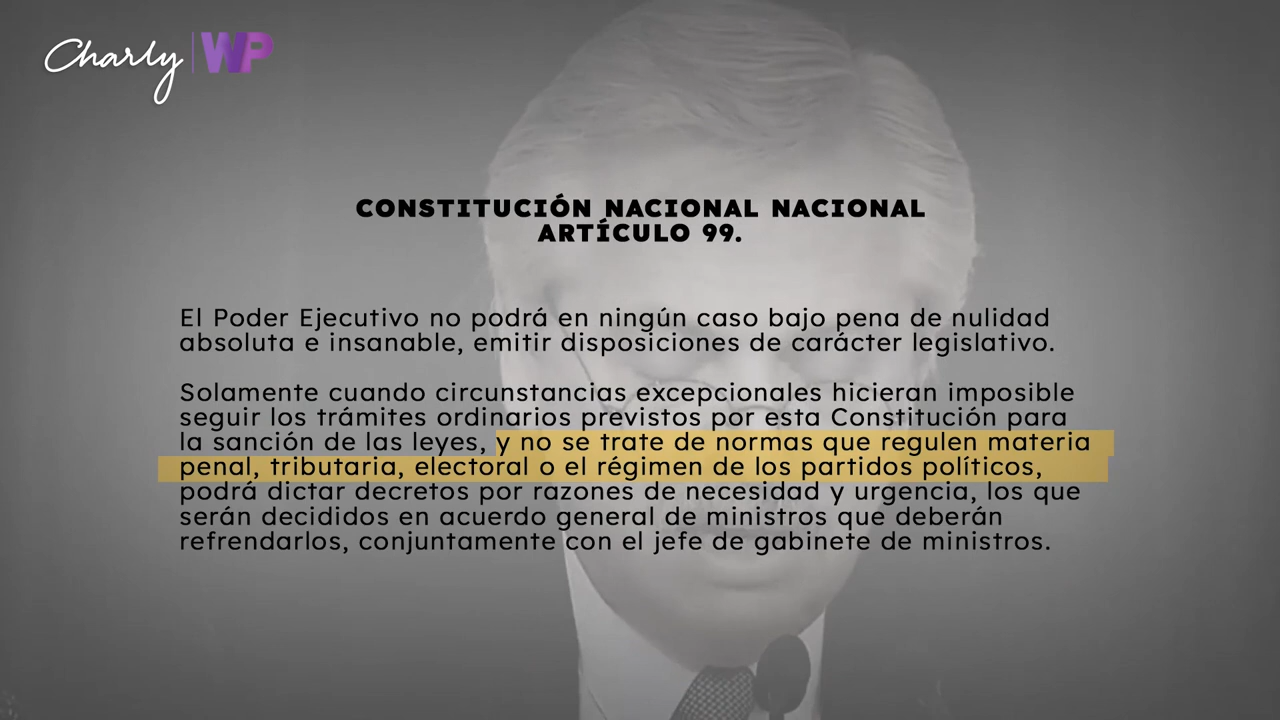 Charly WP
CONSTITUCIÓN NACIONAL NACIONAL
ARTÍCULO 99.
El Poder Ejecutivo no podrá en ningún caso bajo pena de nulidad
absoluta e insanable, emitir disposiciones de carácter legislativo.
Solamente cuando circunstancias excepcionales hicieran imposible
seguir los trámites ordinarios previstos por esta Constitución para
la sanción de las leyes, y no se trate de normas que regulen materia
penal, tributaria, electoral o el régimen de los partidos políticos,
podrá dictar decretos por razones de necesidad y urgencia, los que
serán decididos en acuerdo general de ministros que deberán
refrendarlos, conjuntamente con el jefe de gabinete de ministros.